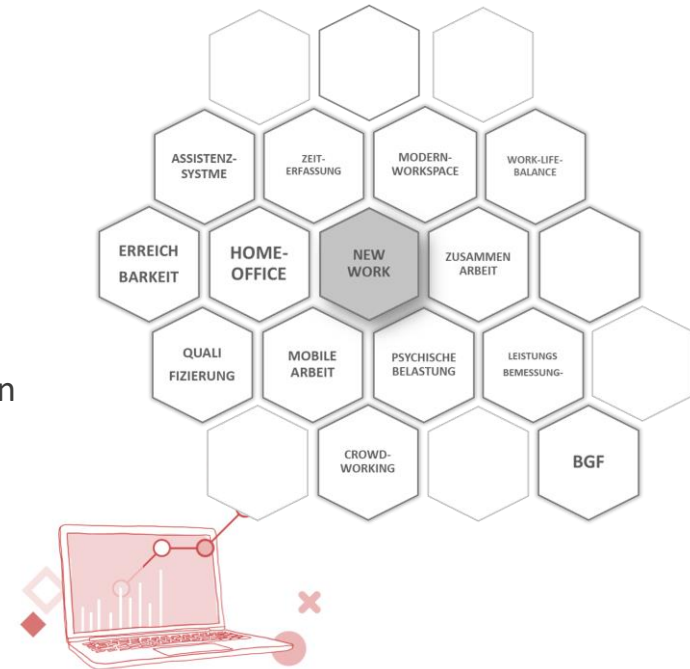 ASSISTENZ-
SYSTME
ZEIT-
ERFASSUNG
MODERN-
WORKSPACE
WORK-LIFE-
BALANCE
ERREICH
BARKEIT
HOME-
OFFICE
NEW
WORK
ZUSAMMEN
ARBEIT
QUALI
FIZIERUNG
MOBILE
ARBEIT
PSYCHISCHE
BELASTUNG
LEISTUNGS
BEMESSUNG-
n
CROWD-
WORKING
BGF